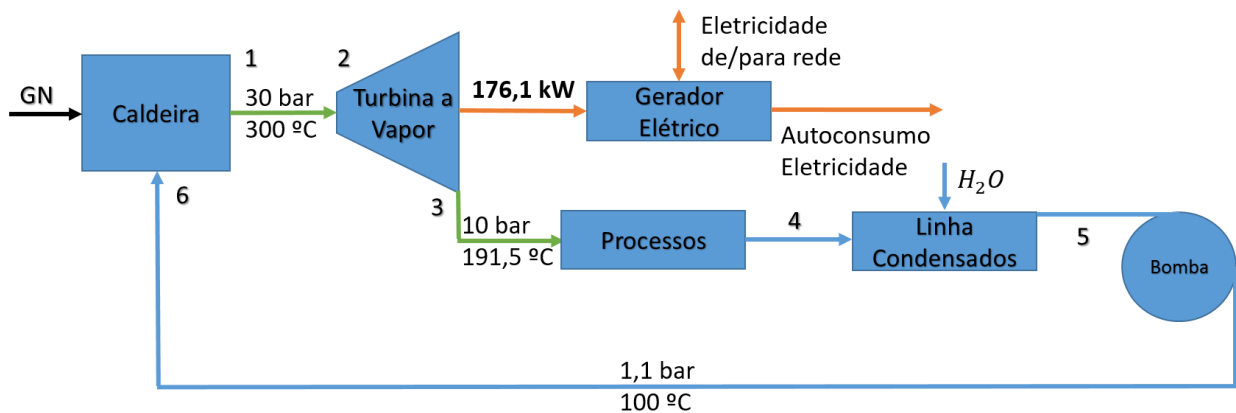 Eletricidade
de/para rede
1
2
GN
Caldeira
30 bar
300 ºC
Turbina a
Vapor
176,1 kW
Gerador
Elétrico
Autoconsumo
Eletricidade
H₂O
6
3
10 bar
191,5 ºC
Processos
4
Linha
Condensados
5
Bomba
1,1 bar
100 ºC